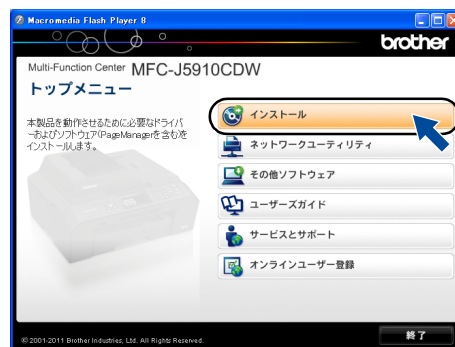 Macromedia Flash Player 8
brother
Multi-Function Center MFC-J5910CDW
トップメニュー
本製品を動作させるために必要なドライバ
ーおよびソフトウェア(PageManagerを含む)を
インストールします。
インストール
ネットワークユーティリティ
その他ソフトウェア
ユーザーズガイド
サービスとサポート
オンラインユーザー登録
© 2001-2011 Brother Industries, Ltd. All Rights Reserved.
終了